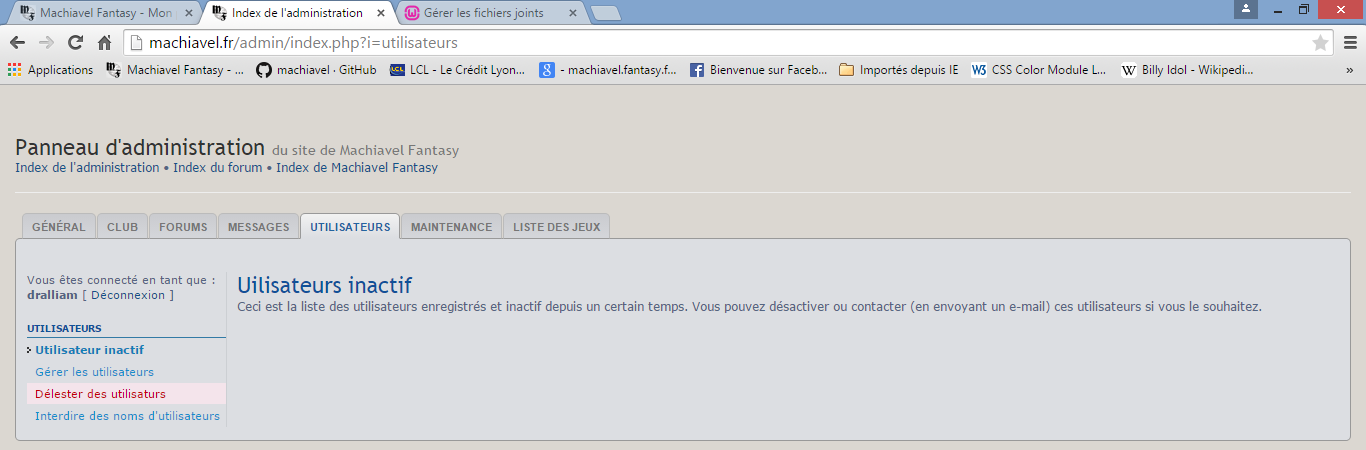 Machiavel Fantasy - Mon
Index de l'administration
Gérer les fichiers joints
machiavel.fr/admin/index.php?i=utilisateurs
Applications
Machiavel Fantasy - ...
machiavel · GitHub
LCL
LCL - Le Crédit Lyon...
- machiavel.fantasy.f...
Bienvenue sur Faceb...
Importés depuis IE
W3
CSS Color Module L...
W
Billy Idol - Wikipedi...
»
Panneau d'administration du site de Machiavel Fantasy
Index de l'administration • Index du forum • Index de Machiavel Fantasy
GÉNÉRAL
CLUB
FORUMS
MESSAGES
UTILISATEURS
MAINTENANCE
LISTE DES JEUX
Vous êtes connecté en tant que :
dralliam [ Déconnexion ]
UTILISATEURS
Utilisateur inactif
Gérer les utilisateurs
Délester des utilisaturs
Interdire des noms d'utilisateurs
Uilisateurs inactif
Ceci est la liste des utilisateurs enregistrés et inactif depuis un certain temps. Vous pouvez désactiver ou contacter (en envoyant un e-mail) ces utilisateurs si vous le souhaitez.